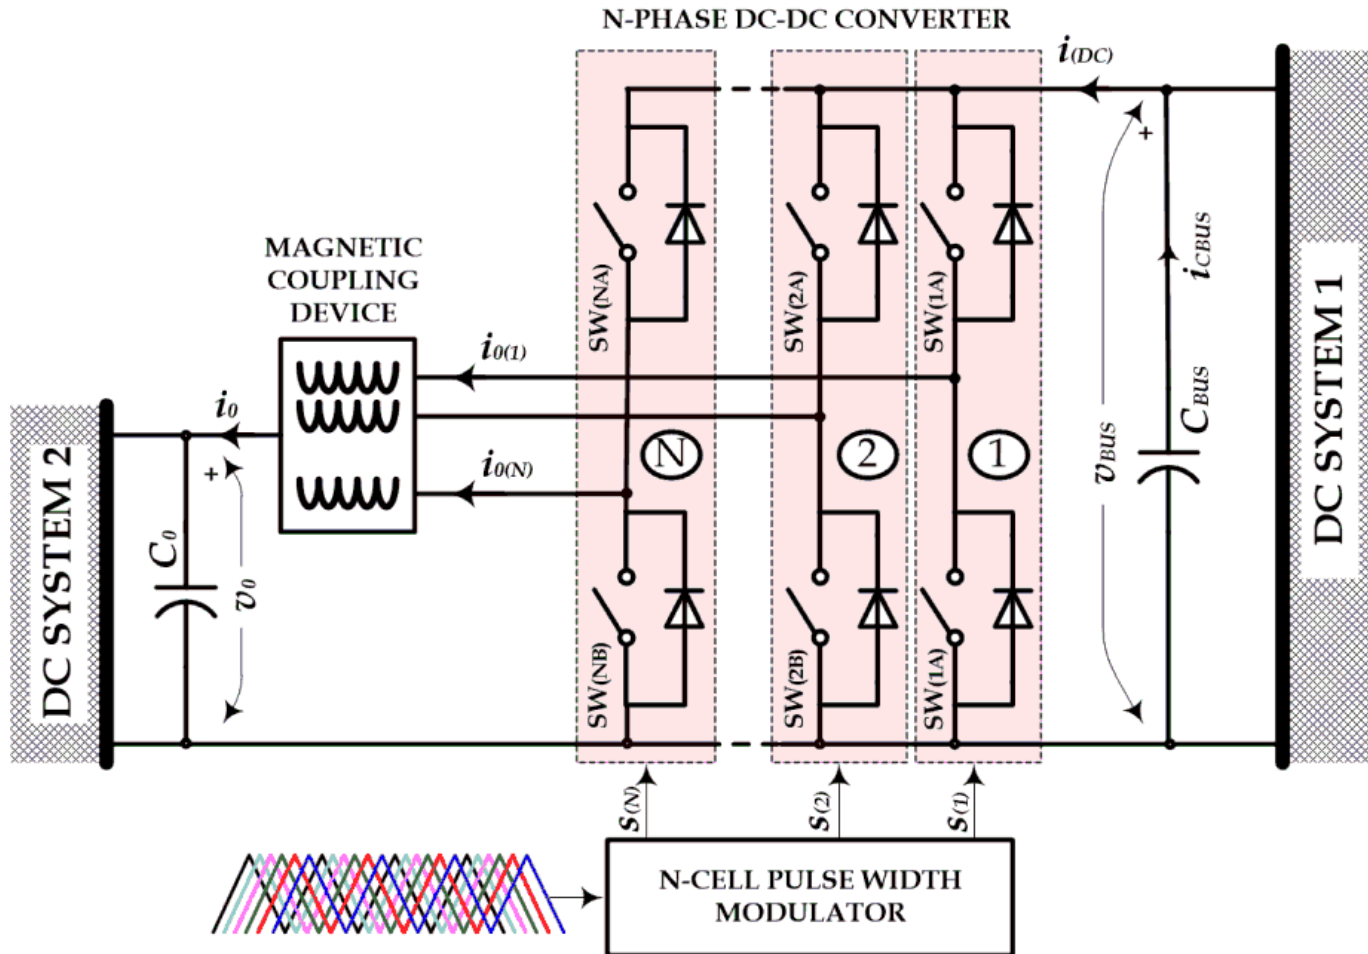 N-PHASE DC-DC CONVERTER
i(DC)
+
SW(NA)
SW(2A)
SW(1A)
iCBUS
MAGNETIC
COUPLING
DEVICE
i0(1)
i0
i0(N)
N
2
1
vBUS
CBUS
DC SYSTEM 1
DC SYSTEM 2
C0
+
v0
SW(NB)
SW(2B)
SW(1A)
S(N)
S(2)
S(1)
N-CELL PULSE WIDTH
MODULATOR